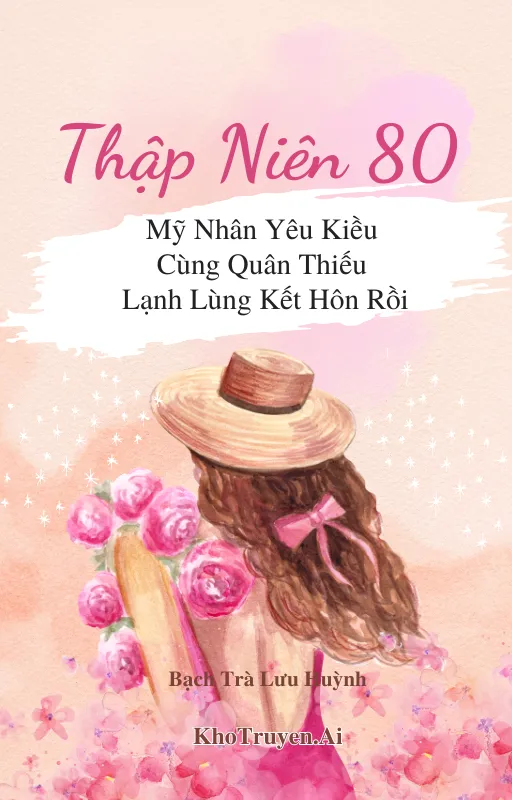 Thập Niên 80
Mỹ Nhân Yêu Kiều
Cùng Quân Thiếu
Lạnh Lùng Kết Hôn Rồi
Bạch Trà Lưu Huỳnh
KhoTruyen.Ai